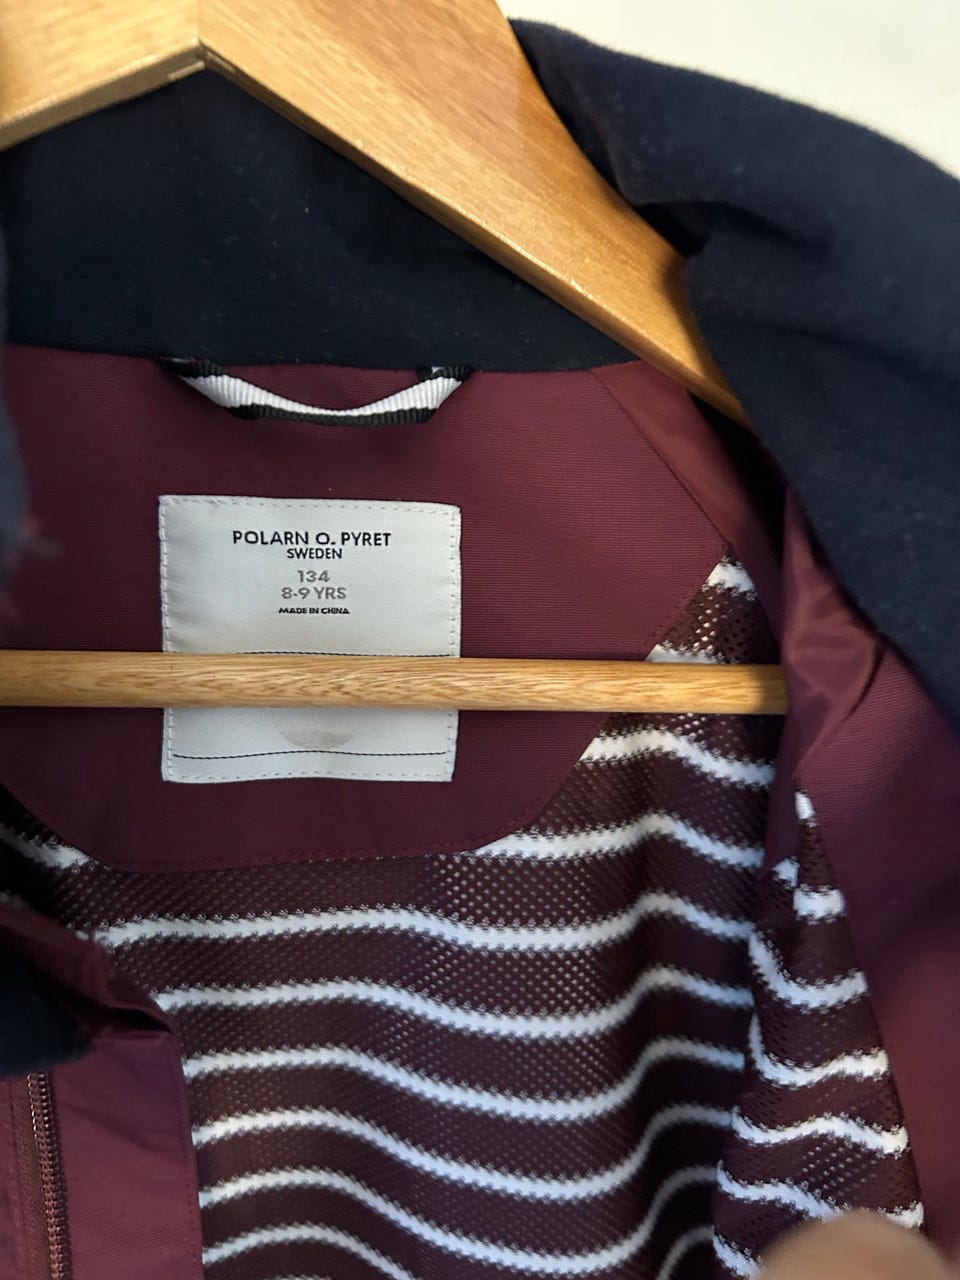 POLARN O. PYRET
SWEDEN
134
8-9 YRS
MADE IN CHINA